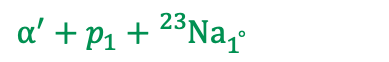 α′ + p₁ + ²³Na₁°